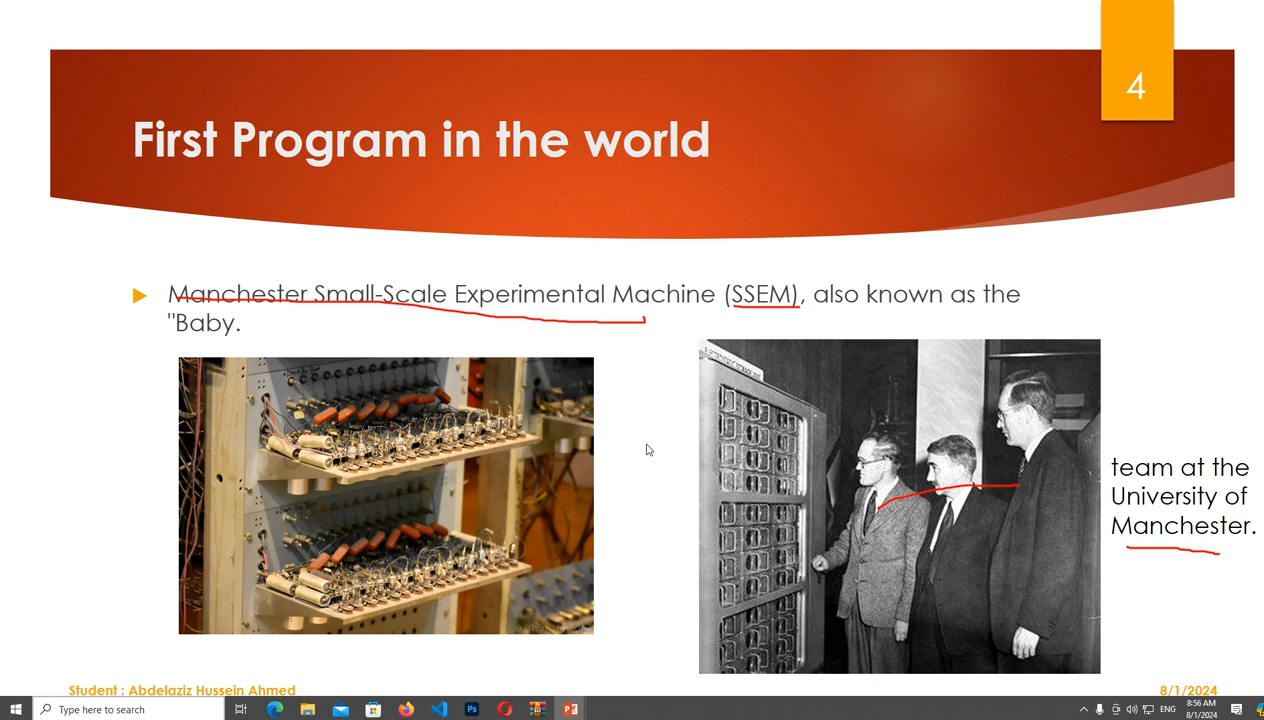 4
First Program in the world
Manchester Small-Scale Experimental Machine (SSEM), also known as the
"Baby.
team at the
University of
Manchester.
Student : Abdelaziz Hussein Ahmed
8/1/2024
Type here to search
ENG
8:56 AM
8/1/2024